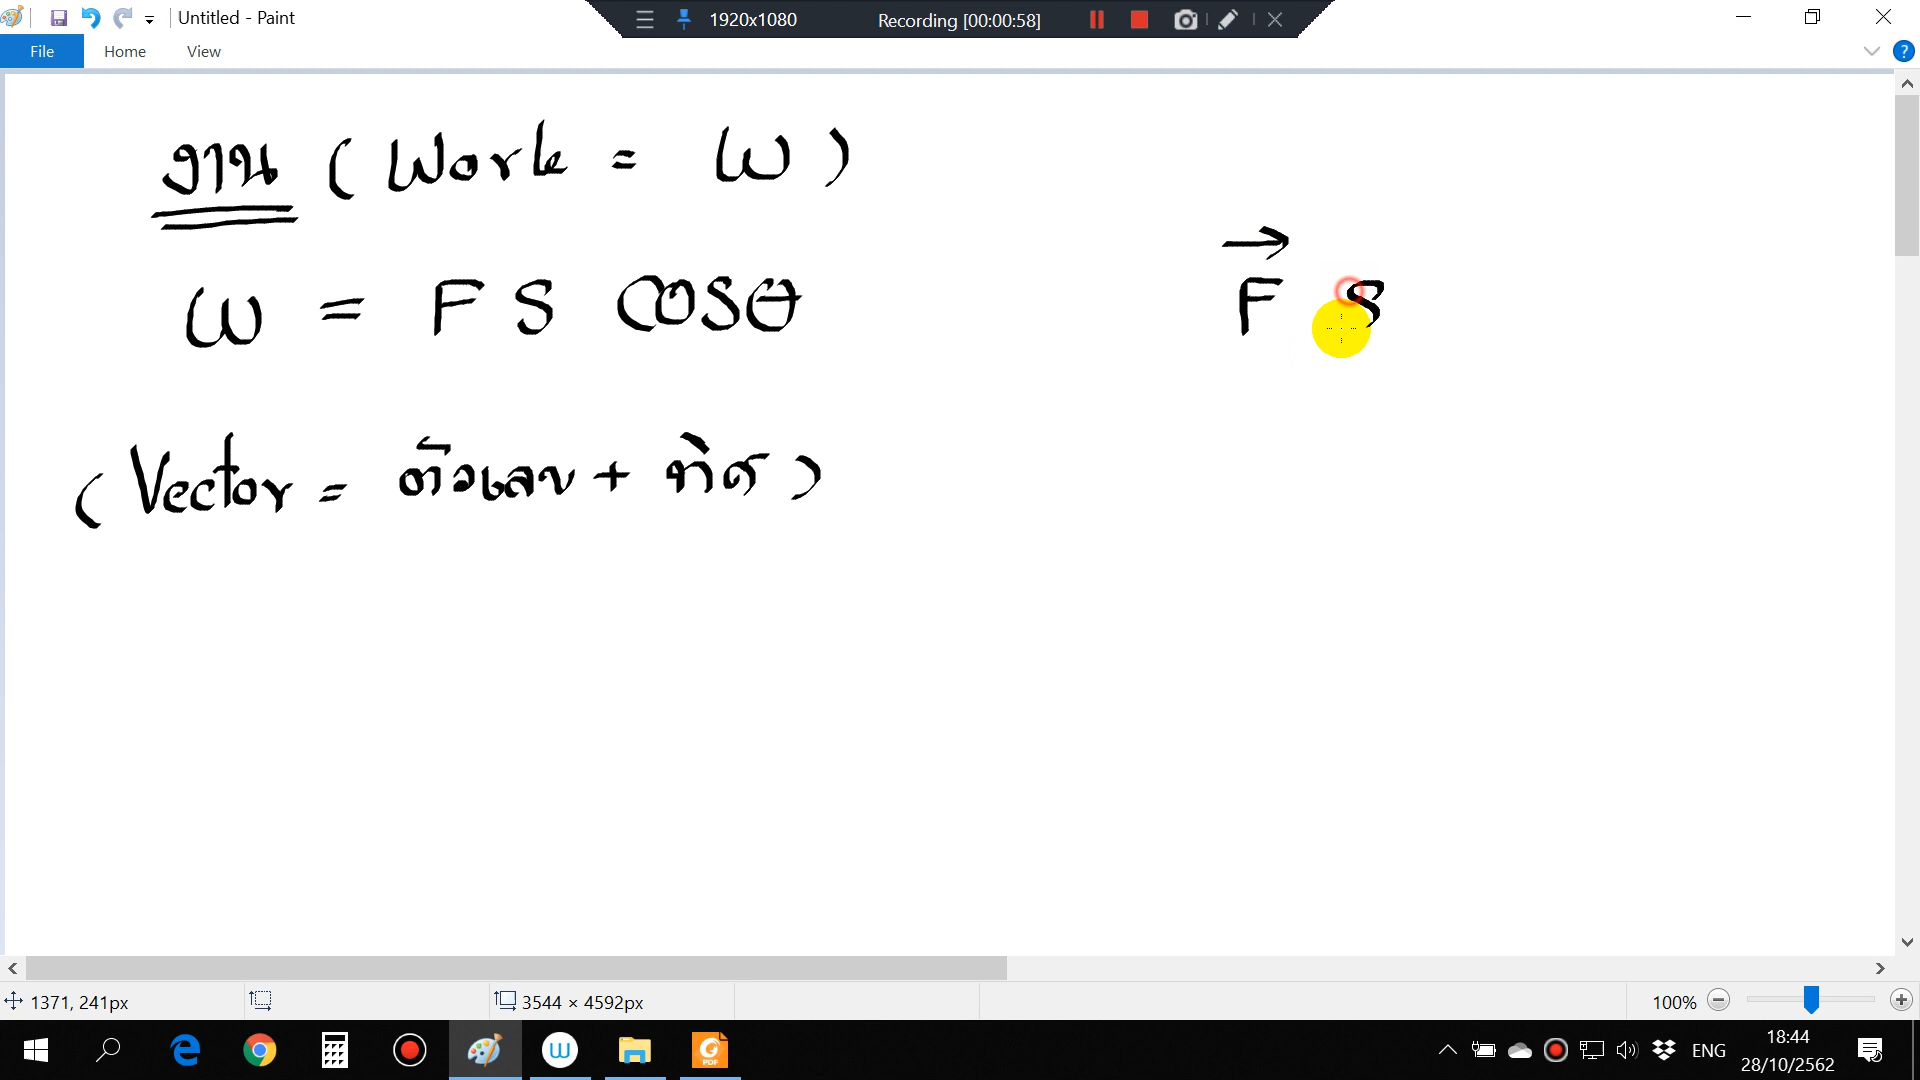 Untitled - Paint
1920x1080
Recording [00:00:58]
File Home View
งาน ( Work = W )
W = F S COSθ
F S
( Vector = ตัวเลข + ทิศ )
1371, 241px
3544 × 4592px
100%
ENG
18:44
28/10/2562